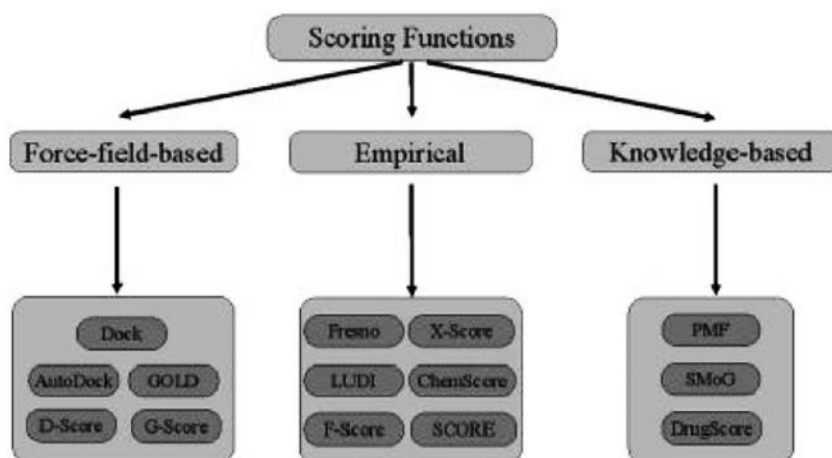 Scoring Functions
Force-field-based
Empirical
Knowledge-based
Dock
AutoDock GOLD
D-Score G-Score
Fresno X-Score
LUDI ChemScore
F-Score SCORE
PMF
SMoG
DrugScore